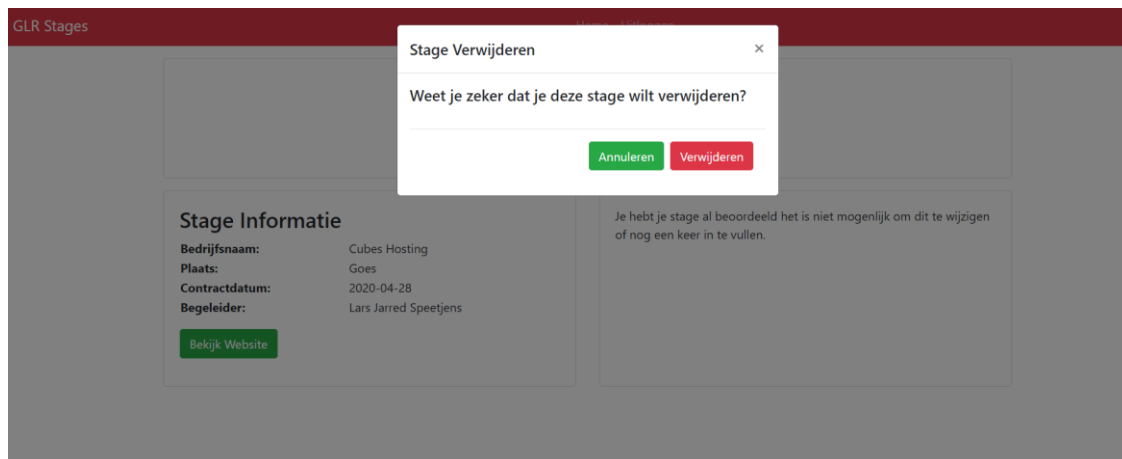 GLR Stages
Home Uitloggen
Stage Verwijderen ×
Weet je zeker dat je deze stage wilt verwijderen?
Annuleren Verwijderen
Stage Informatie
Bedrijfsnaam: Cubes Hosting
Plaats: Goes
Contractdatum: 2020-04-28
Begeleider: Lars Jarred Speetjens
Bekijk Website
Je hebt je stage al beoordeeld het is niet mogenlijk om dit te wijzigen
of nog een keer in te vullen.